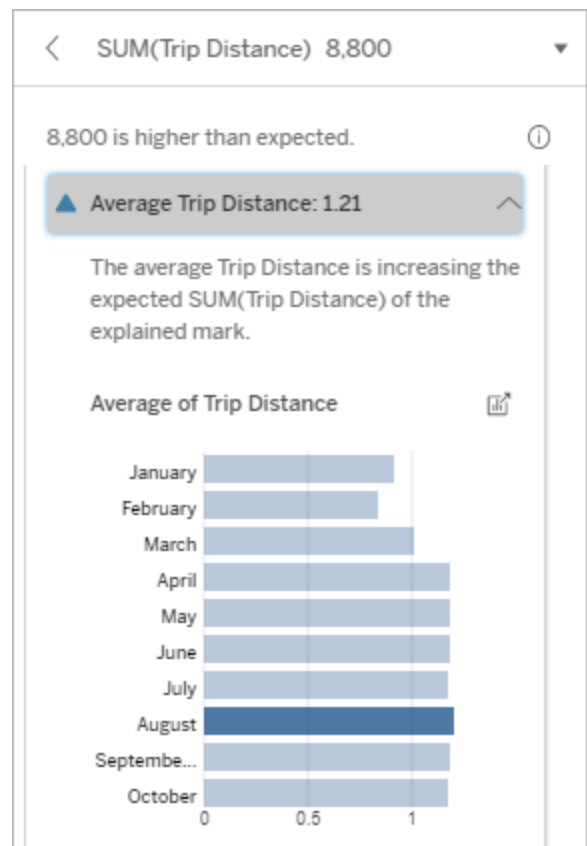 SUM(Trip Distance) 8,800
8,800 is higher than expected.
Average Trip Distance: 1.21
The average Trip Distance is increasing the
expected SUM(Trip Distance) of the
explained mark.
Average of Trip Distance
January
February
March
April
May
June
July
August
Septembe...
October
0 0.5 1